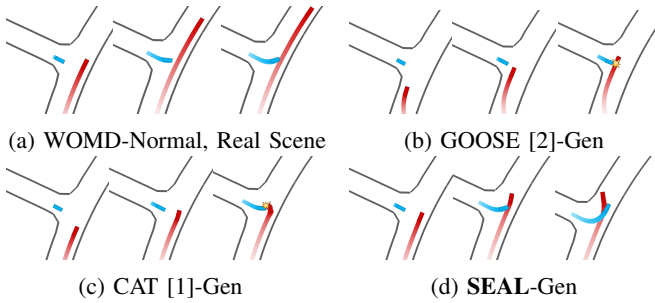 (a) WOMD-Normal, Real Scene
(b) GOOSE [2]-Gen
(c) CAT [1]-Gen
(d) SEAL-Gen